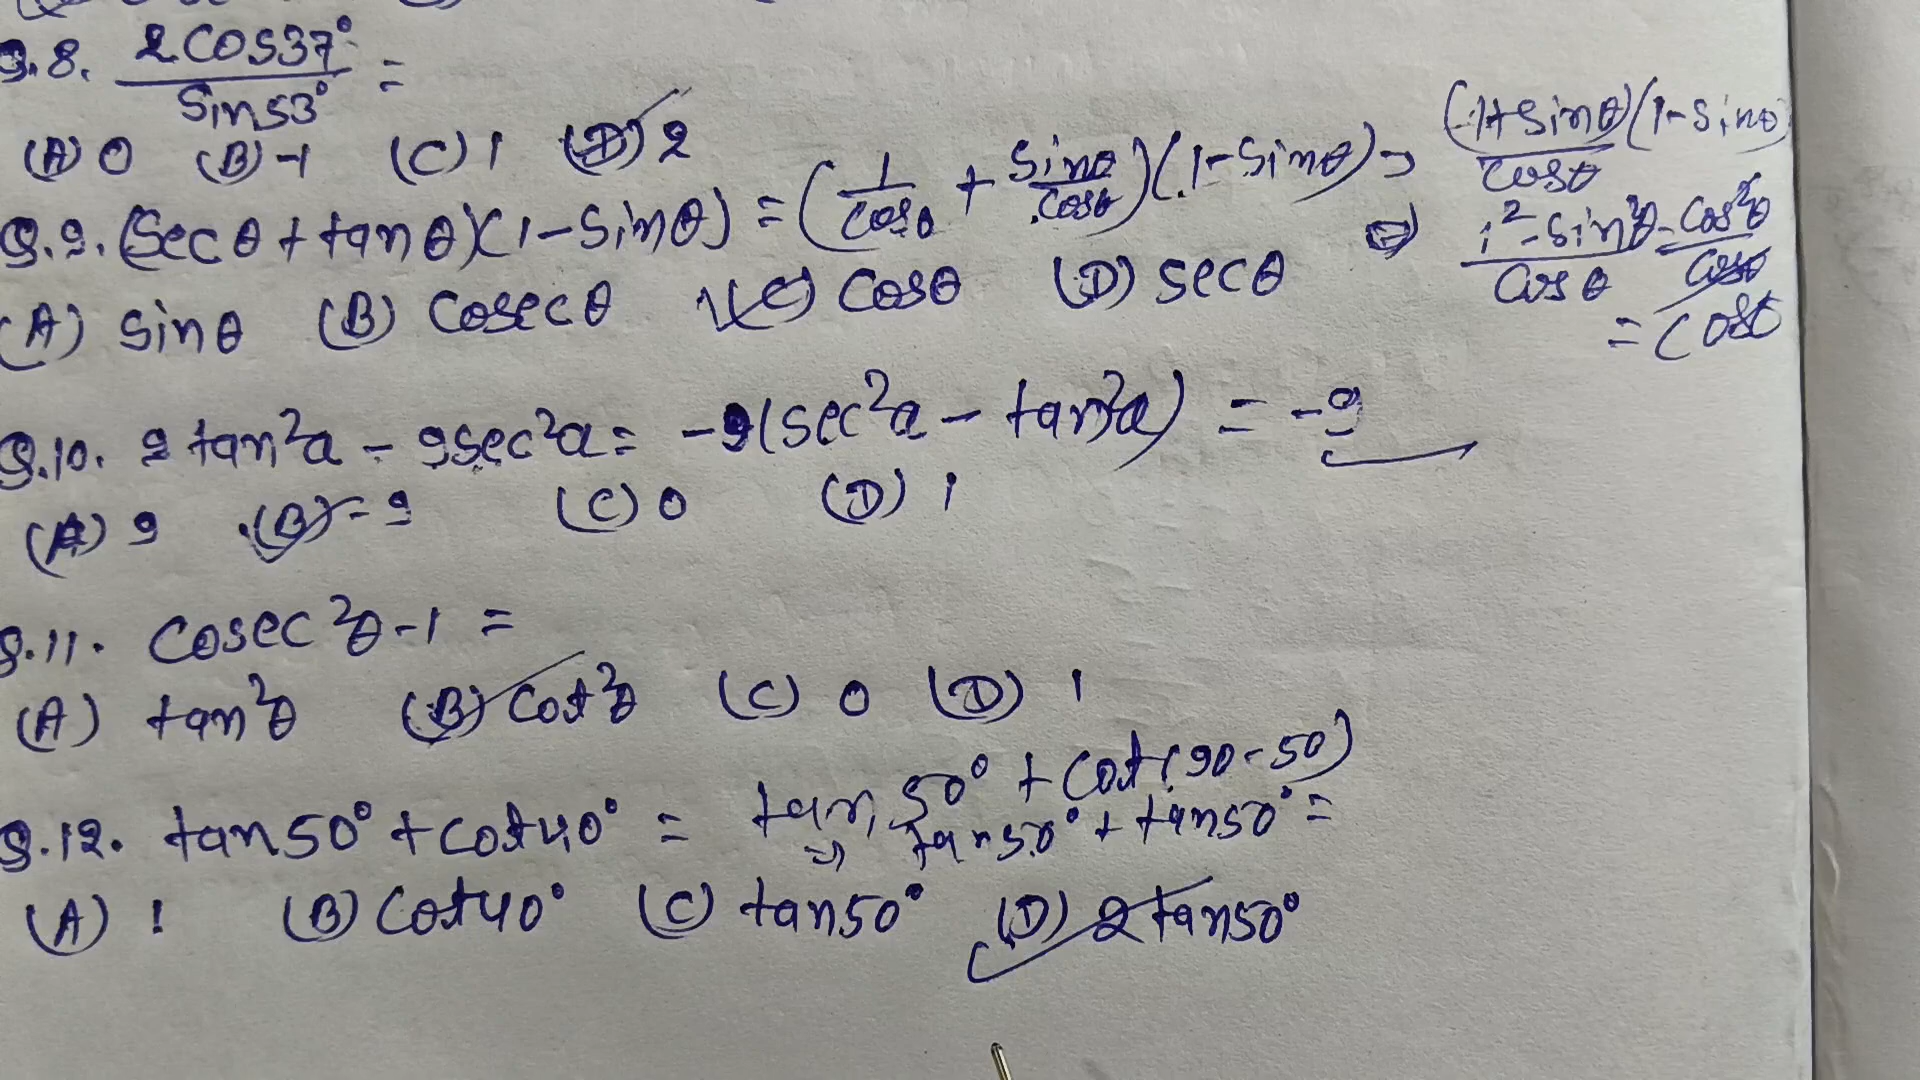 Q.8. 2cos37°/sin53° =
(A) 0 (B) -1 (C) 1 (D) 2
Q.9. (secθ + tanθ)(1-sinθ) = (1/cosθ + sinθ/cosθ)(1-sinθ) ⇒ (1+sinθ)(1-sinθ)/cosθ
⇒ 1²-sin²θ/cosθ = cos²θ/cosθ
= cosθ
(A) sinθ (B) cosecθ (C) cosθ (D) secθ
Q.10. 9 tan²a - 9sec²a = -9(sec²a - tan²a) = -9
(A) 9 (B) -9 (C) 0 (D) 1
Q.11. cosec²θ-1 =
(A) tan²θ (B) cot²θ (C) 0 (D) 1
Q.12. tan50° + cot40° = tan50° + cot(90-50)
⇒ tan50° + tan50° =
(A) 1 (B) cot40° (C) tan50° (D) 2tan50°